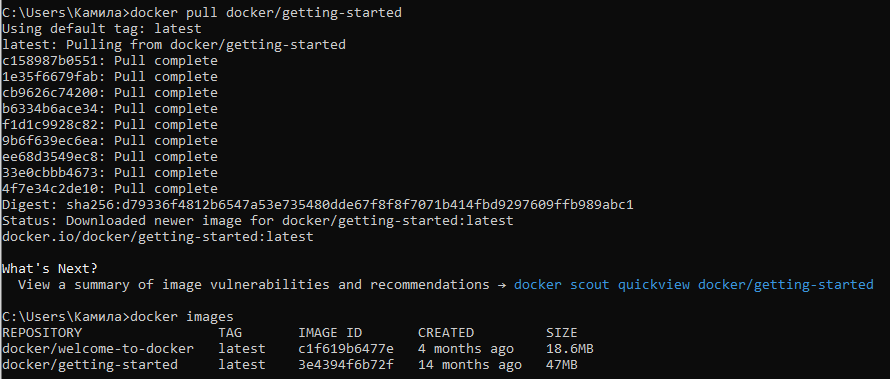 C:\Users\Камила>docker pull docker/getting-started
Using default tag: latest
latest: Pulling from docker/getting-started
c158987b0551: Pull complete
1e35f6679fab: Pull complete
cb9626c74200: Pull complete
b6334b6ace34: Pull complete
f1d1c9928c82: Pull complete
9b6f639ec6ea: Pull complete
ee68d3549ec8: Pull complete
33e0cbbb4673: Pull complete
4f7e34c2de10: Pull complete
Digest: sha256:d79336f4812b6547a53e735480dde67f8f8f7071b414fbd9297609ffb989abc1
Status: Downloaded newer image for docker/getting-started:latest
docker.io/docker/getting-started:latest
What's Next?
View a summary of image vulnerabilities and recommendations → docker scout quickview docker/getting-started
C:\Users\Камила>docker images
REPOSITORY TAG IMAGE ID CREATED SIZE
docker/welcome-to-docker latest c1f619b6477e 4 months ago 18.6MB
docker/getting-started latest 3e4394f6b72f 14 months ago 47MB